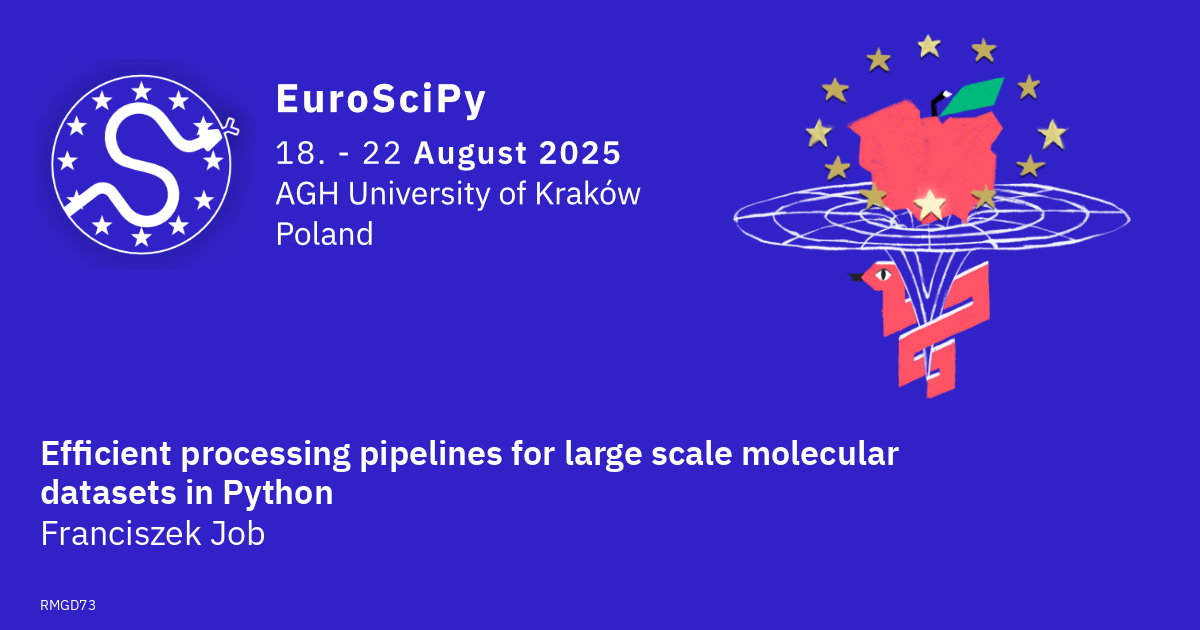 EuroSciPy
18. - 22 August 2025
AGH University of Kraków
Poland
Efficient processing pipelines for large scale molecular
datasets in Python
Franciszek Job
RMGD73